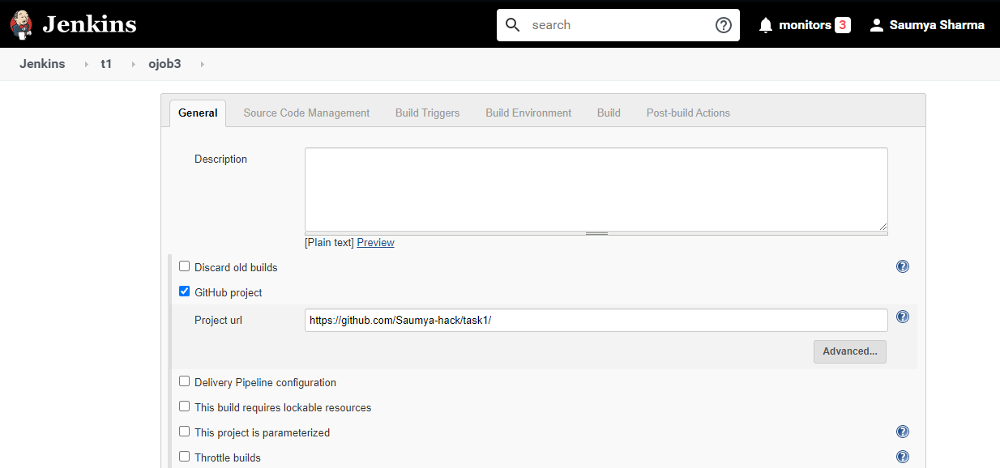 Jenkins search monitors 3 Saumya Sharma
Jenkins t1 ojob3
General Source Code Management Build Triggers Build Environment Build Post-build Actions
Description
[Plain text] Preview
Discard old builds
GitHub project
Project url https://github.com/Saumya-hack/task1/
Advanced...
Delivery Pipeline configuration
This build requires lockable resources
This project is parameterized
Throttle builds